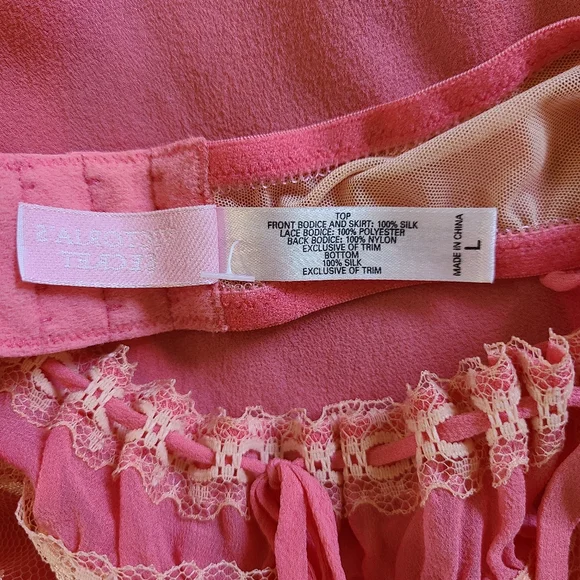 TOP
FRONT BODICE AND SKIRT: 100% SILK
LACE BODICE: 100% POLYESTER
BACK BODICE: 100% NYLON
EXCLUSIVE OF TRIM
BOTTOM
100% SILK
EXCLUSIVE OF TRIM
MADE IN CHINA
L